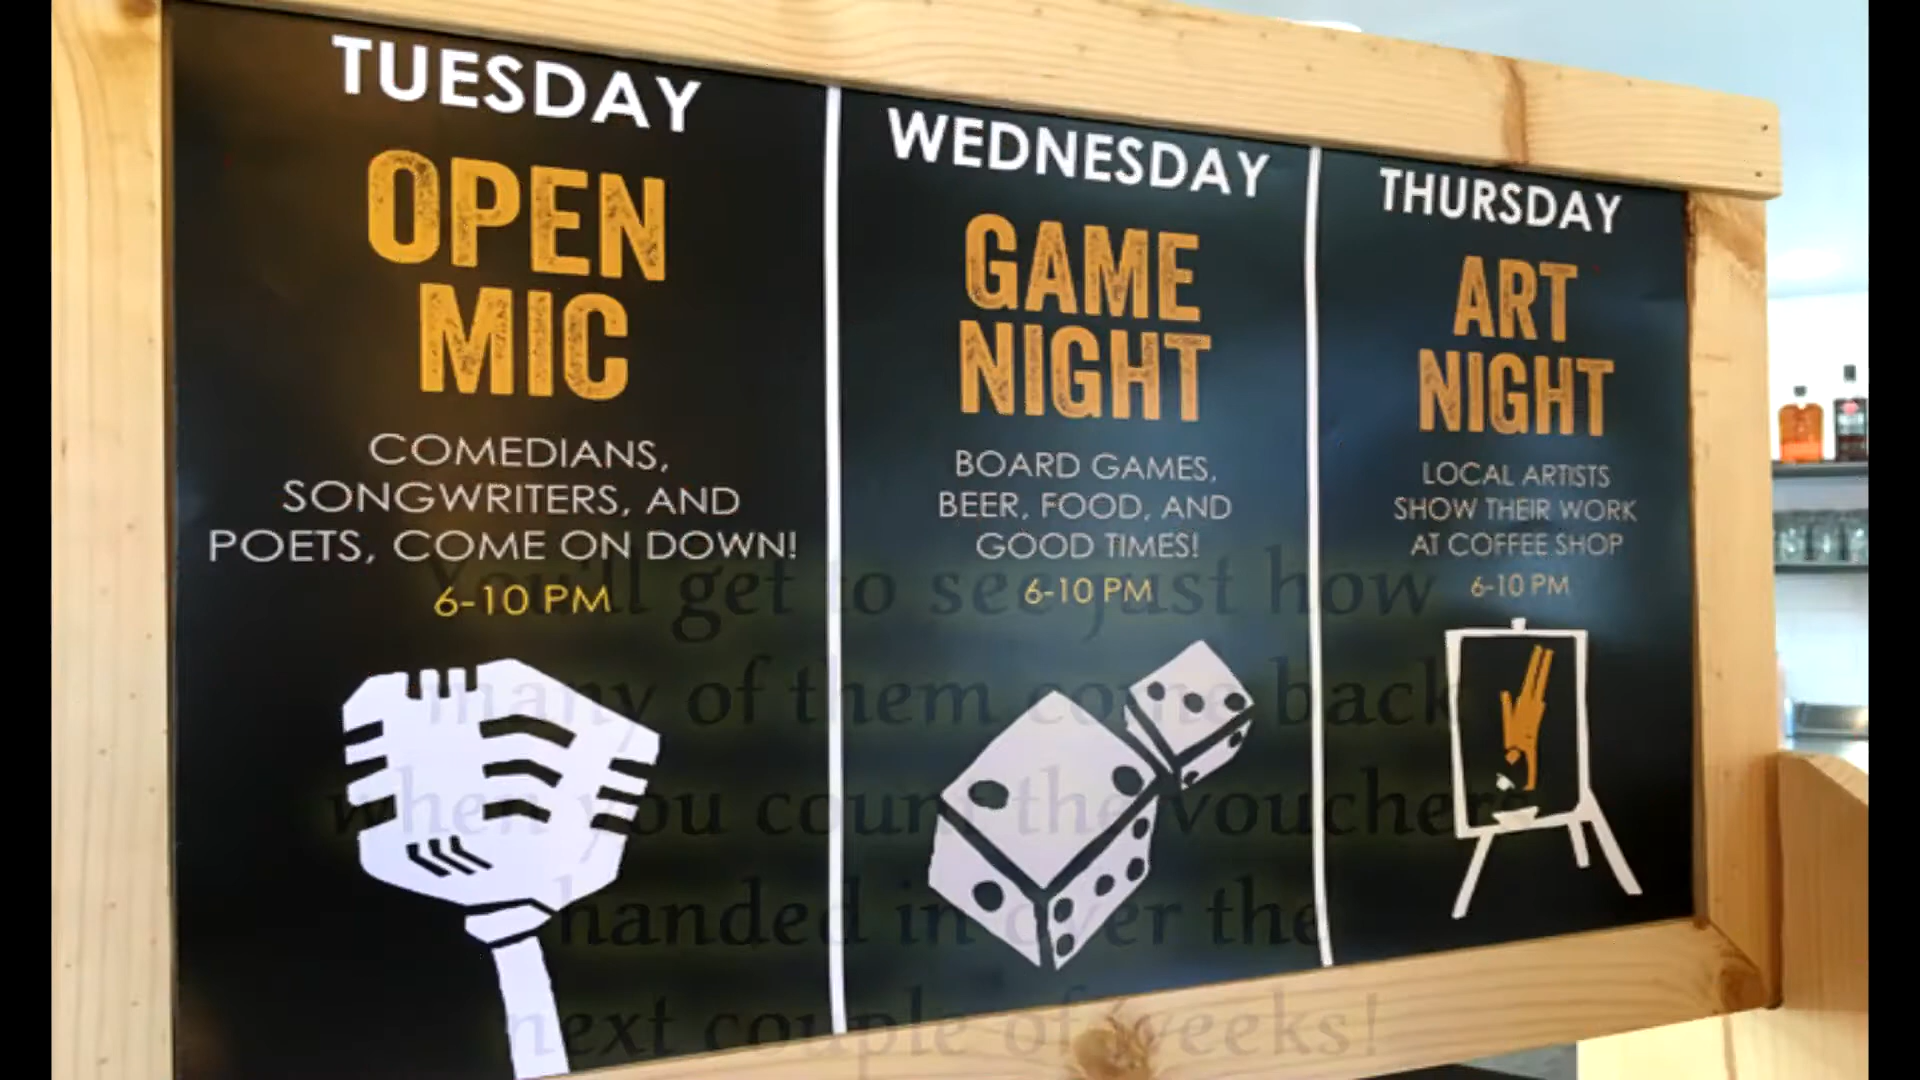 TUESDAY
OPEN
MIC
COMEDIANS,
SONGWRITERS, AND
POETS, COME ON DOWN!
6-10 PM
WEDNESDAY
GAME
NIGHT
BOARD GAMES,
BEER, FOOD, AND
GOOD TIMES!
6-10 PM
THURSDAY
ART
NIGHT
LOCAL ARTISTS
SHOW THEIR WORK
AT COFFEE SHOP
6-10 PM
You'll get to see just how
many of them come back
when you count the vouchers
handed in over the
next couple of weeks!